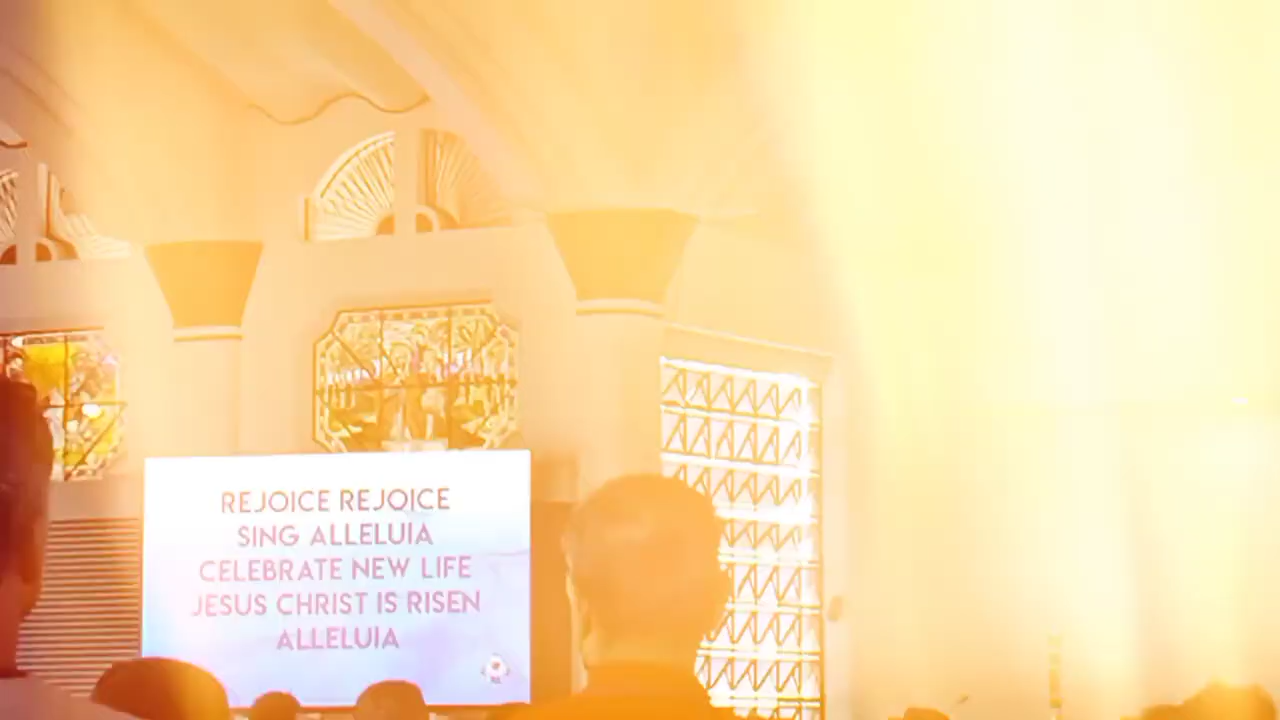 REJOICE REJOICE
SING ALLELUIA
CELEBRATE NEW LIFE
JESUS CHRIST IS RISEN
ALLELUIA